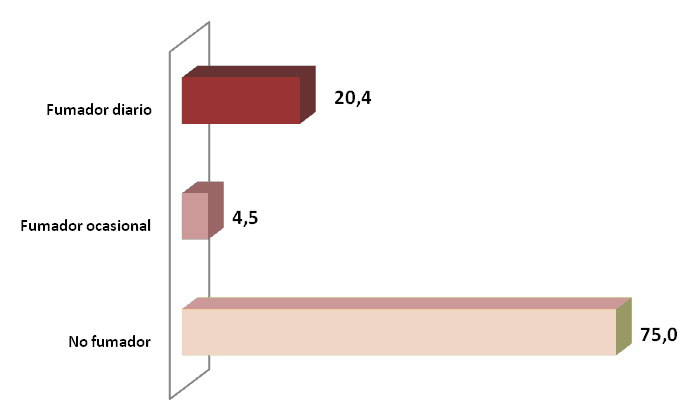 Fumador diario
20,4
Fumador ocasional
4,5
No fumador
75,0